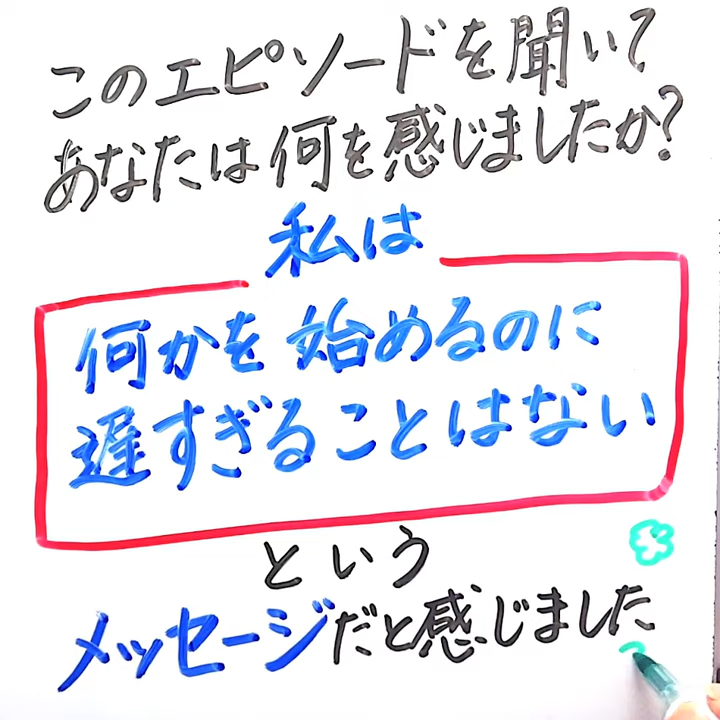 このエピソードを聞いて
あなたは何を感じましたか?
私は
何かを始めるのに
遅すぎることはない
という
メッセージだと感じました